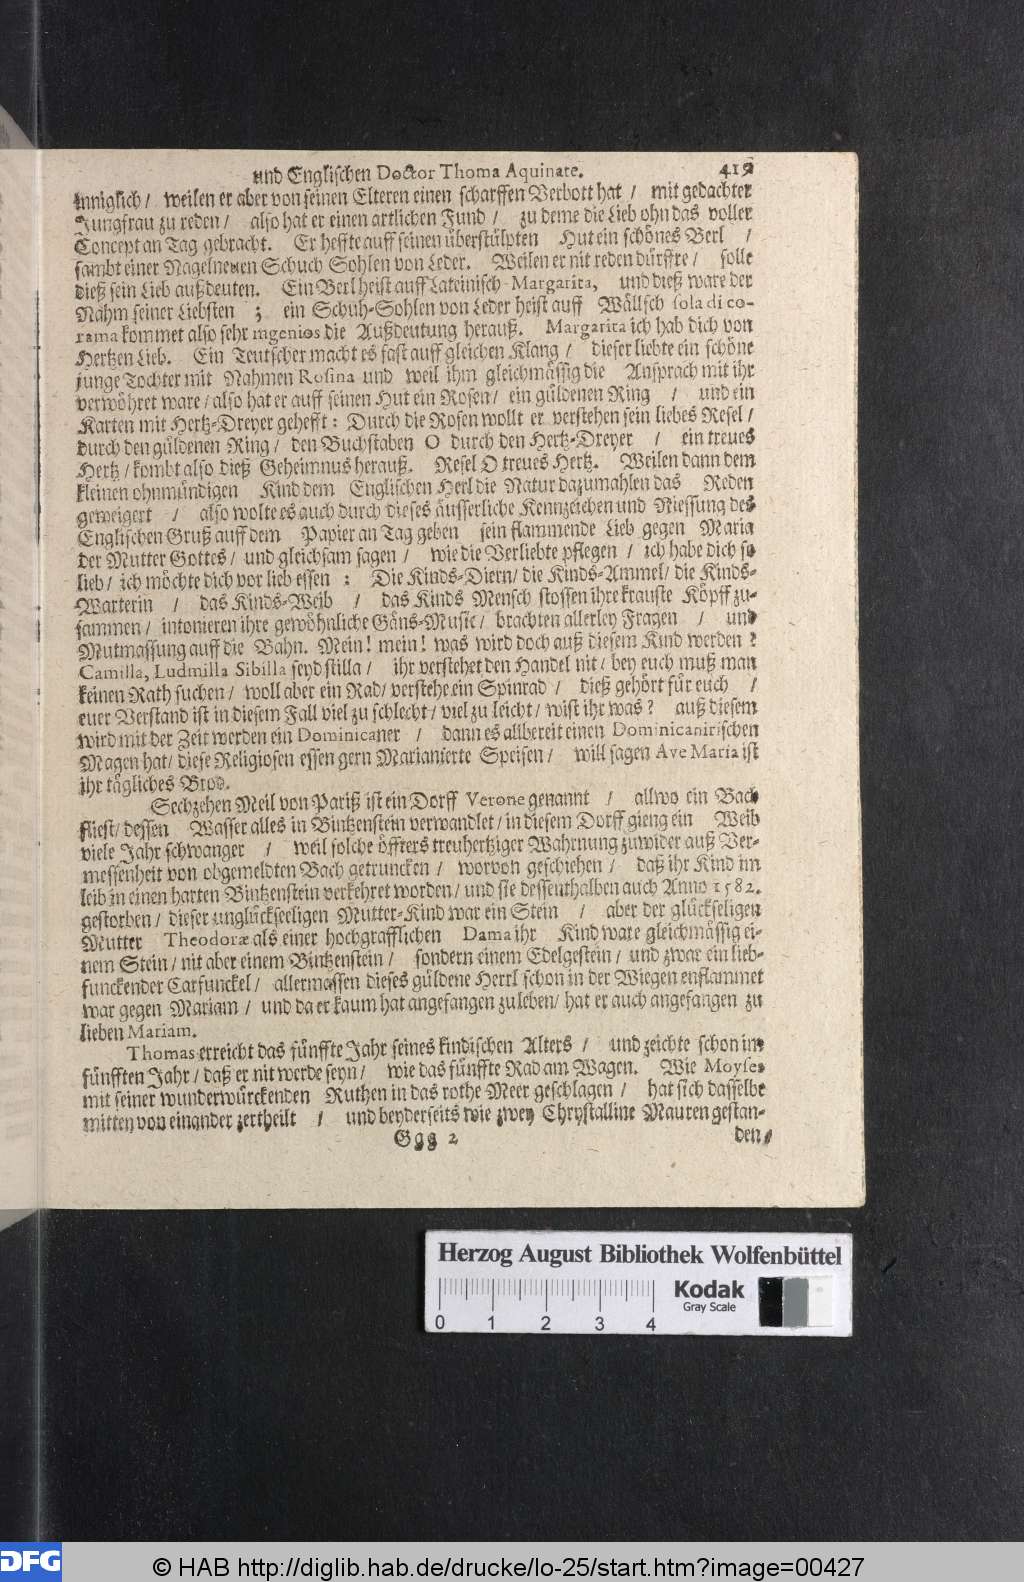 und Englischen Doctor Thoma Aquinate. 419
inniglich / weilen er aber von seinen Elteren einen scharffen Verbott hat / mit gedachter
Jungfrau zu reden / also hat er einen artlichen Fund / zu deme die Lieb ohn das voller
Concept an Tag gebracht. Er heffte auff seinen überstülpten Hut ein schönes Berl /
sambt einer Nagelneuen Schuch Sohlen von Leder. Weilen er nit reden dürffte / solle
dieß sein Lieb außdeuten. Ein Berl heist auff Lateinisch Margarita, und dieß ware der
Nahm seiner Liebsten ; ein Schuh-Sohlen von Leder heist auff Wällsch sola di co-
rama kommet also sehr ingenios die Außdeutung herauß. Margarita ich hab dich von
Hertzen Lieb. Ein Teutscher macht es fast auff gleichen Klang / dieser liebte ein schöne
junge Tochter mit Nahmen Rosina und weil ihm gleichmässig die Ansprach mit ihr
verwöhret ware / also hat er auff seinen Hut ein Rosen / ein güldenen Ring / und ein
Karten mit Hertz-Dreyer gehefft : Durch die Rosen wollt er verstehen sein liebes Resel /
durch den güldenen Ring / den Buchstaben O durch den Hertz-Dreyer / ein treues
Hertz / kombt also dieß Geheimnus herauß. Resel O treues Hertz. Weilen dann dem
kleinen ohnmündigen Kind dem Englischen Herl die Natur dazumahlen das Reden
geweigert / also wolte es auch durch dieses äusserliche Kennzeichen und Niessung des
Englischen Gruß auff dem Papier an Tag geben sein flammende Lieb gegen Maria
der Mutter Gottes / und gleichsam sagen / wie die Verliebte pflegen / ich habe dich so
lieb / ich möchte dich vor lieb essen : Die Kinds-Diern / die Kinds-Ammel / die Kinds-
Warterin / das Kinds-Weib / das Kinds Mensch stossen ihre krauste Köpff zu-
sammen / intonieren ihre gewöhnliche Gäns-Music / brachten allerley Fragen / und
Mutmassung auff die Bahn. Mein! mein! was wird doch auß diesem Kind werden ?
Camilla, Ludmilla Sibilla seyd stilla / ihr verstehet den Handel nit / bey euch muß man
keinen Rath suchen / woll aber ein Rad / verstehe ein Spinrad / dieß gehört für euch /
euer Verstand ist in diesem Fall viel zu schlecht / viel zu leicht / wist ihr was ? auß diesem
wird mit der Zeit werden ein Dominicaner / dann es allbereit einen Dominicanirischen
Magen hat / diese Religiosen essen gern Marianierte Speisen / will sagen Ave Maria ist
ihr tägliches Brod.
Sechzehen Meil von Pariß ist ein Dorff Verone genannt / allwo ein Bach
fliest / dessen Wasser alles in Bintzenstein verwandlet / in diesem Dorff gieng ein Weib
viele Jahr schwanger / weil solche öffters treuhertziger Wahrnung zuwider auß Ver-
messenheit von obgemeldten Bach getruncken / worvon geschiehen / daß ihr Kind im
leib in einen harten Bintzenstein verkehret worden / und sie dessenthalben auch Anno 1582.
gestorben / dieser unglückseeligen Mutter-Kind war ein Stein / aber der glückseligen
Mutter Theodoræ als einer hochgrafflichen Dama ihr Kind ware gleichmässig ei-
nem Stein / nit aber einem Bintzenstein / sondern einem Edelgestein / und zwar ein lieb-
funckender Carfunckel / allermassen dieses güldene Herrl schon in der Wiegen enflammet
war gegen Mariam / und da er kaum hat angefangen zu leben / hat er auch angefangen zu
lieben Mariam.
Thomas erreicht das fünffte Jahr seines kindischen Alters / und zeichte schon im
fünfften Jahr / daß er nit werde seyn / wie das fünffte Rad am Wagen. Wie Moyses
mit seiner wunderwürckenden Ruthen in das rothe Meer geschlagen / hat sich dasselbe
mitten von einander zertheilt / und beyderseits wie zwey Chrystalline Mauren gestan-
Ggg 2 den /
Herzog August Bibliothek Wolfenbüttel
Kodak
Gray Scale
0 1 2 3 4
DFG © HAB http://diglib.hab.de/drucke/lo-25/start.htm?image=00427